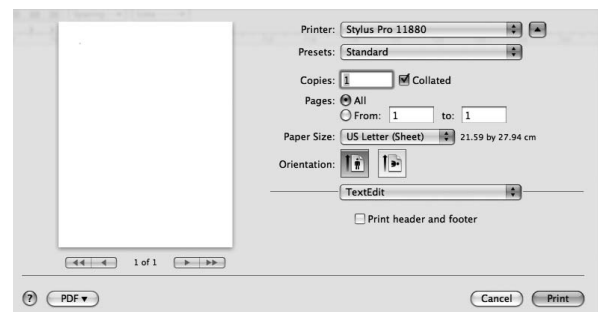 Printer: Stylus Pro 11880
Presets: Standard
Copies: 1 Collated
Pages: All
From: 1 to: 1
Paper Size: US Letter (Sheet) 21.59 by 27.94 cm
Orientation:
TextEdit
Print header and footer
1 of 1
? PDF Cancel Print